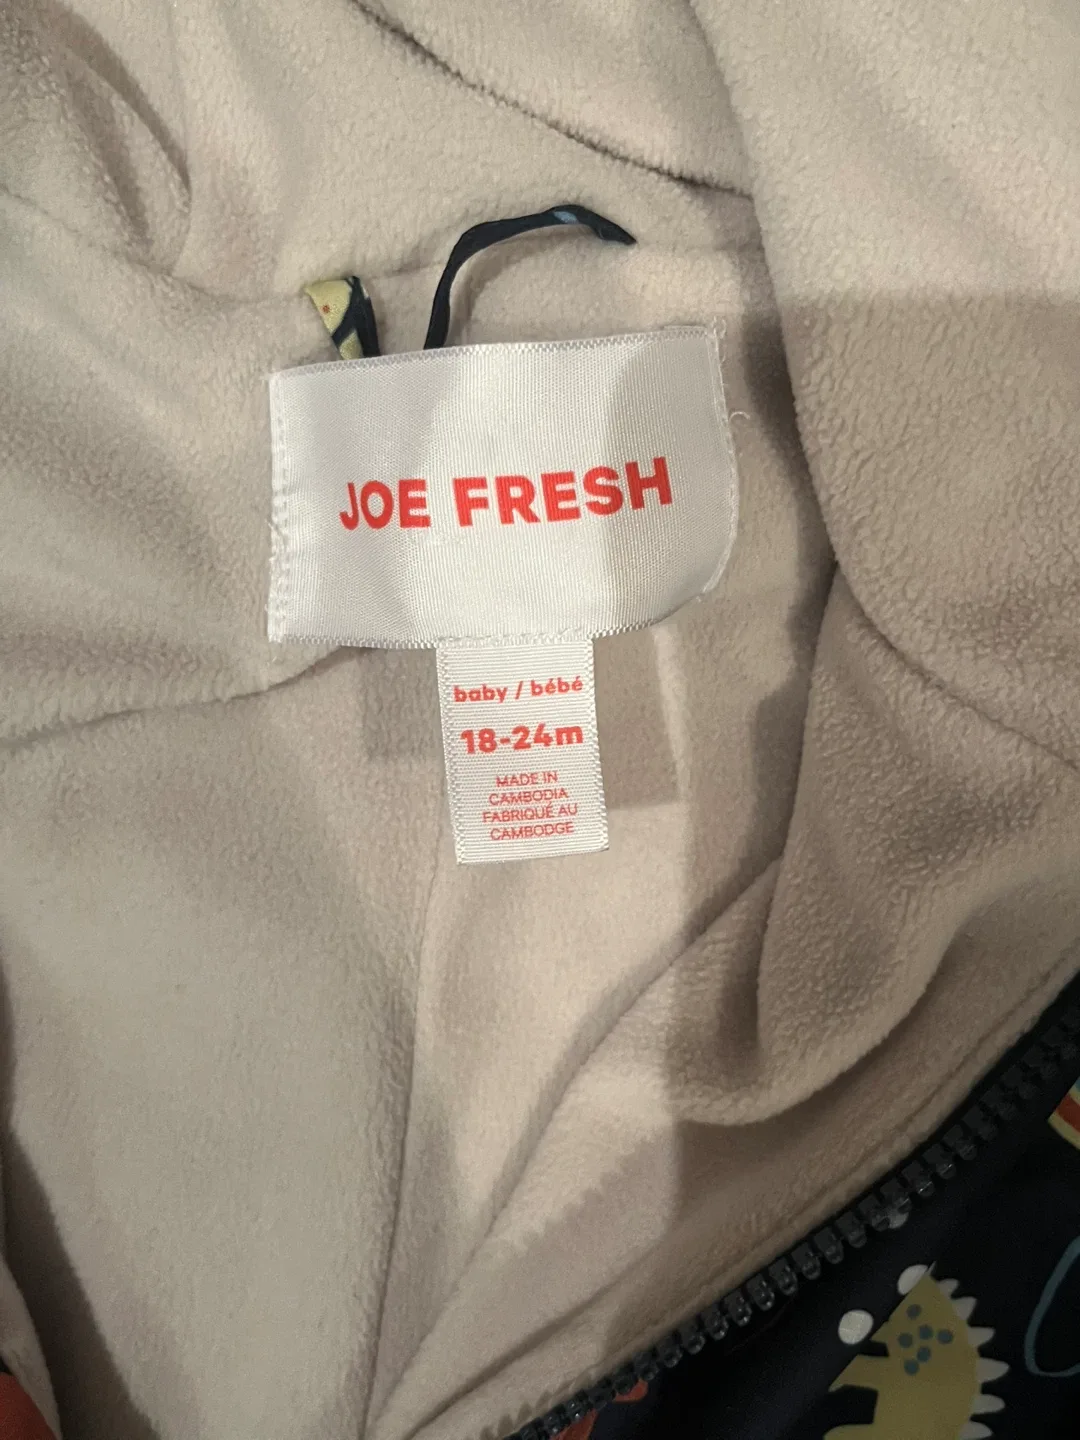 JOE FRESH
baby / bébé
18-24m
MADE IN
CAMBODIA
FABRIQUÉ AU
CAMBODGE